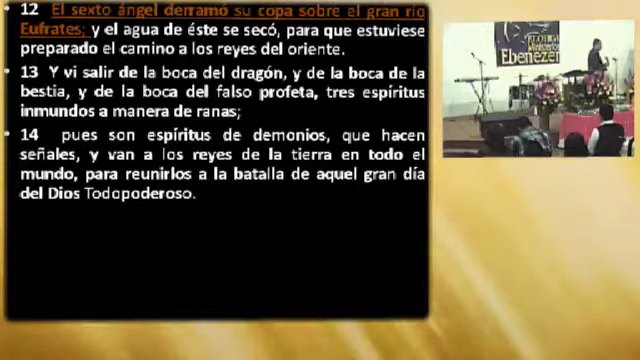 • 12 El sexto ángel derramó su copa sobre el gran río
Eufrates; y el agua de éste se secó, para que estuviese
preparado el camino a los reyes del oriente.
• 13 Y vi salir de la boca del dragón, y de la boca de la
bestia, y de la boca del falso profeta, tres espíritus
inmundos a manera de ranas;
• 14 pues son espíritus de demonios, que hacen
señales, y van a los reyes de la tierra en todo el
mundo, para reunirlos a la batalla de aquel gran día
del Dios Todopoderoso.
Ministerios
Ebenezer